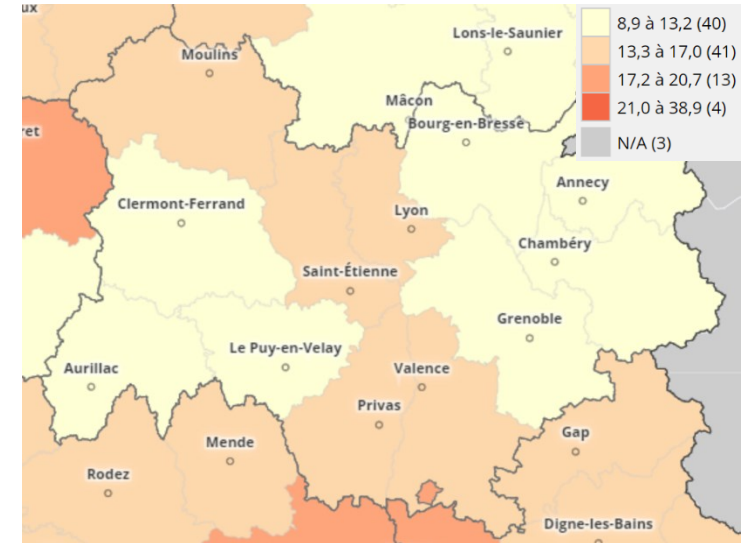 ux
8,9 à 13,2 (40)
13,3 à 17,0 (41)
17,2 à 20,7 (13)
21,0 à 38,9 (4)
N/A (3)
Lons-le-Saunier
Moulins
Mâcon
Bourg-en-Bresse
ret
Annecy
Clermont-Ferrand
Lyon
Chambéry
Saint-Étienne
Grenoble
Le Puy-en-Velay
Aurillac
Valence
Privas
Gap
Mende
Rodez
Digne-les-Bains